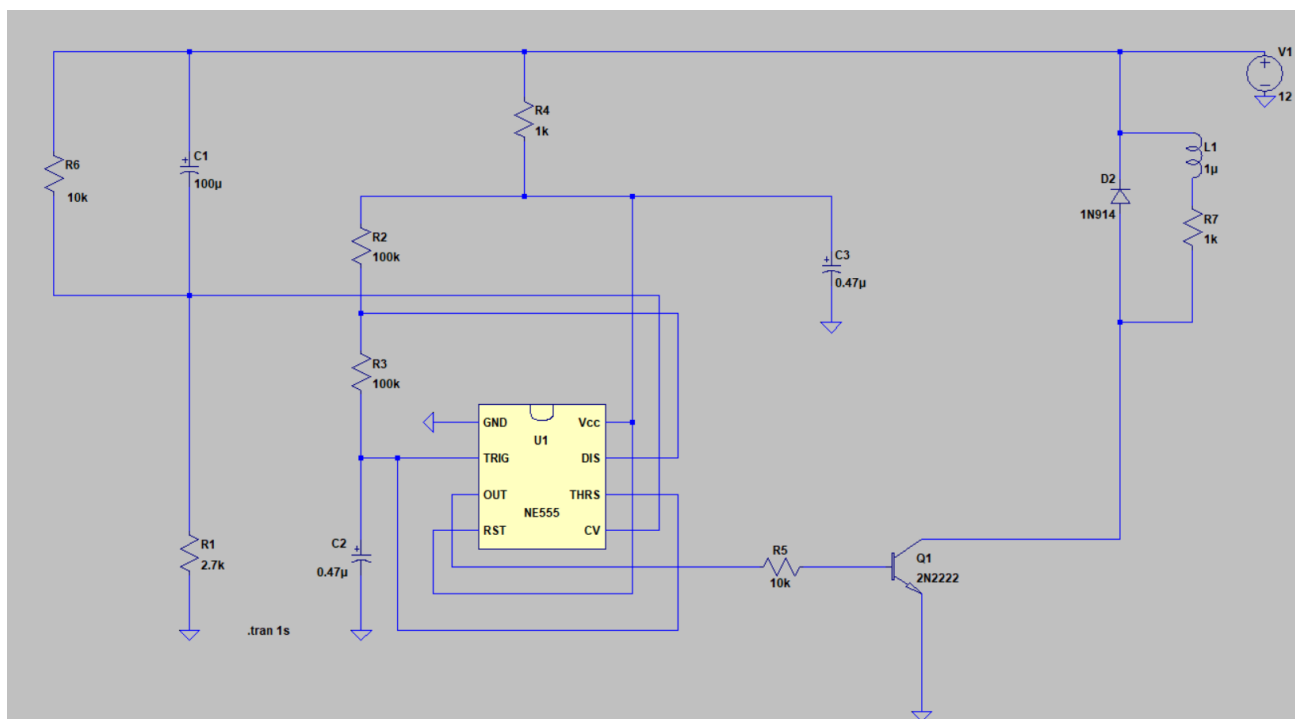 V1
12
R4
1k
R6
10k
C1
100µ
L1
1µ
D2
1N914
R7
1k
R2
100k
C3
0.47µ
R3
100k
GND
Vcc
U1
TRIG
DIS
OUT
THRS
NE555
RST
CV
R1
2.7k
C2
0.47µ
R5
10k
Q1
2N2222
.tran 1s